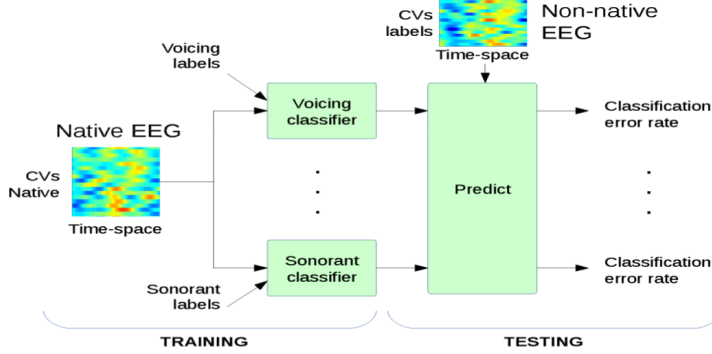 CVs
labels
Non-native
EEG
Time-space
Voicing
labels
Voicing
classifier
Classification
error rate
Native EEG
CVs
Native
Time-space
Predict
Sonorant
classifier
Classification
error rate
Sonorant
labels
TRAINING
TESTING